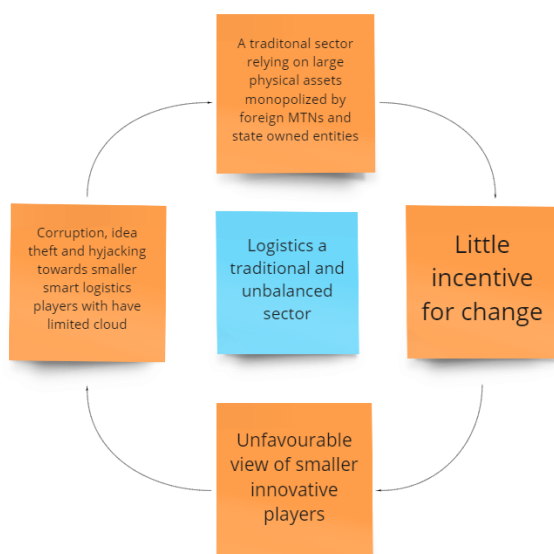 A traditonal sector
relying on large
physical assets
monopolized by
foreign MTNs and
state owned entities
Little
incentive
for change
Unfavourable
view of smaller
innovative
players
Corruption, idea
theft and hyjacking
towards smaller
smart logistics
players with have
limited cloud
Logistics a
traditional and
unbalanced
sector